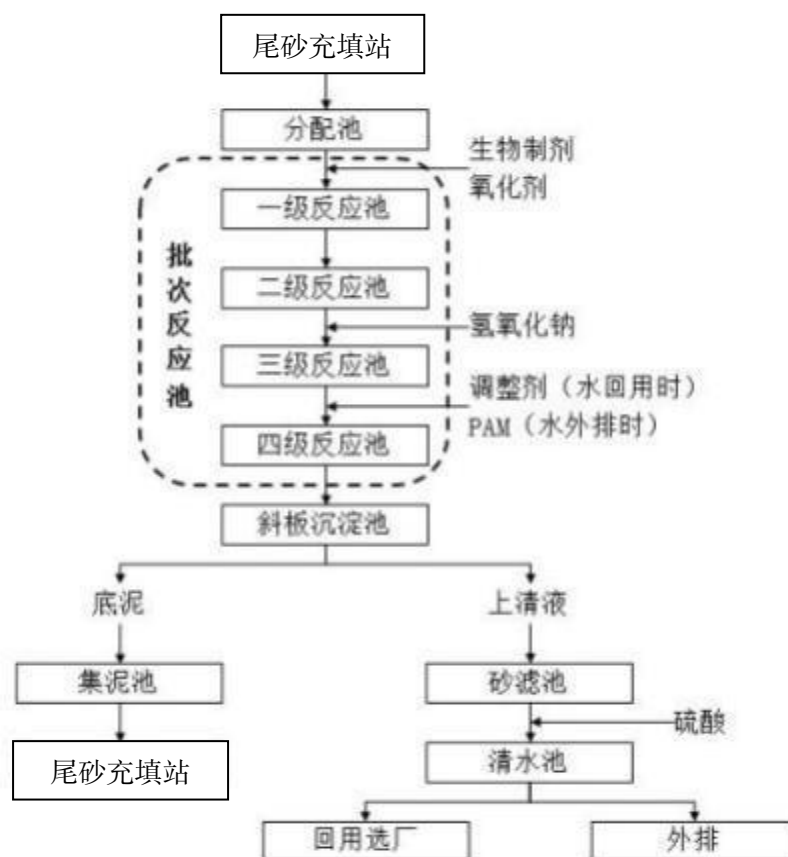 尾砂充填站
分配池
生物制剂
氧化剂
一级反应池
批次反应池
二级反应池
氢氧化钠
三级反应池
调整剂（水回用时）
PAM（水外排时）
四级反应池
斜板沉淀池
底泥
上清液
集泥池
砂滤池
硫酸
尾砂充填站
清水池
回用选厂
外排